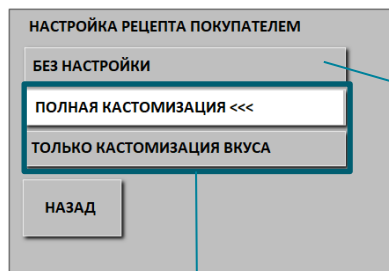 НАСТРОЙКА РЕЦЕПТА ПОКУПАТЕЛЕМ
БЕЗ НАСТРОЙКИ
ПОЛНАЯ КАСТОМИЗАЦИЯ <<<
ТОЛЬКО КАСТОМИЗАЦИЯ ВКУСА
НАЗАД